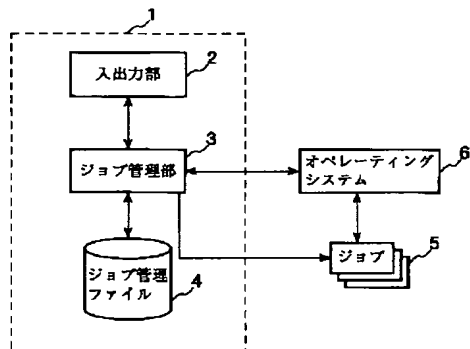 1
入出力部
2
ジョブ管理部
3
オペレーティング
システム
6
ジョブ管理
ファイル
4
ジョブ
5